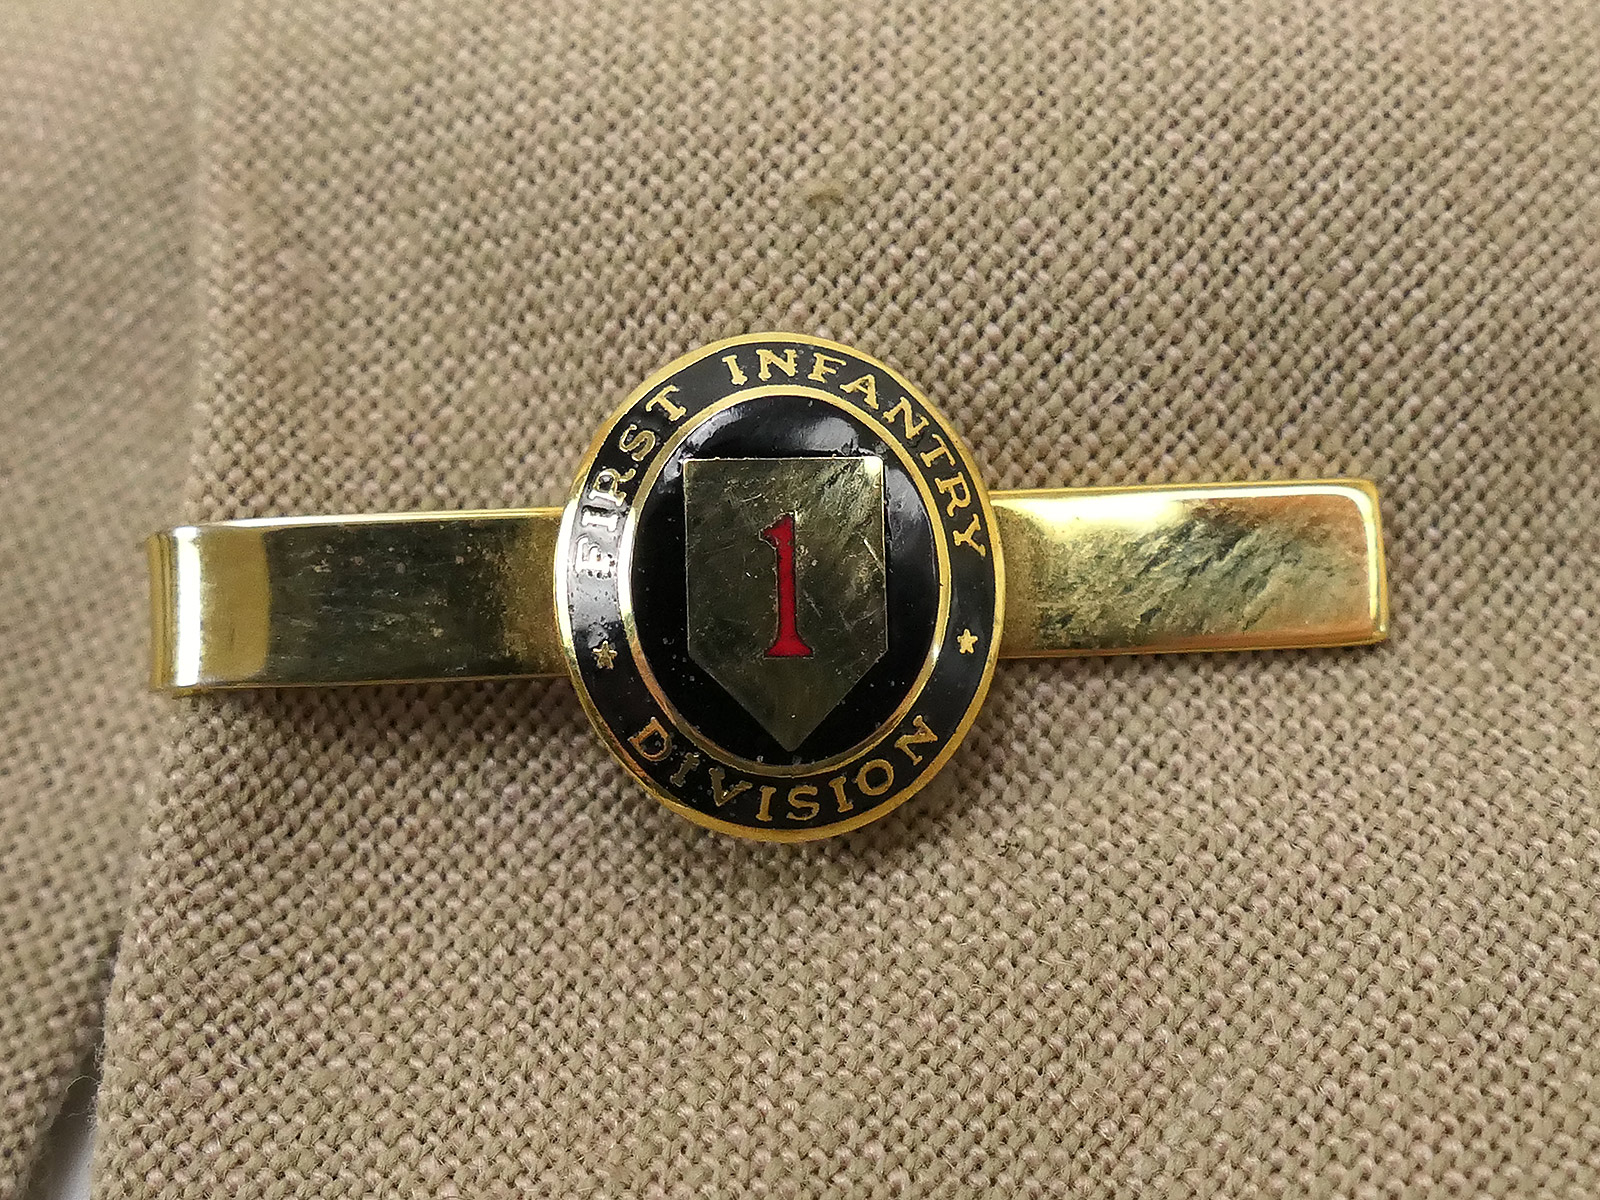 FIRST INFANTRY
1
DIVISION